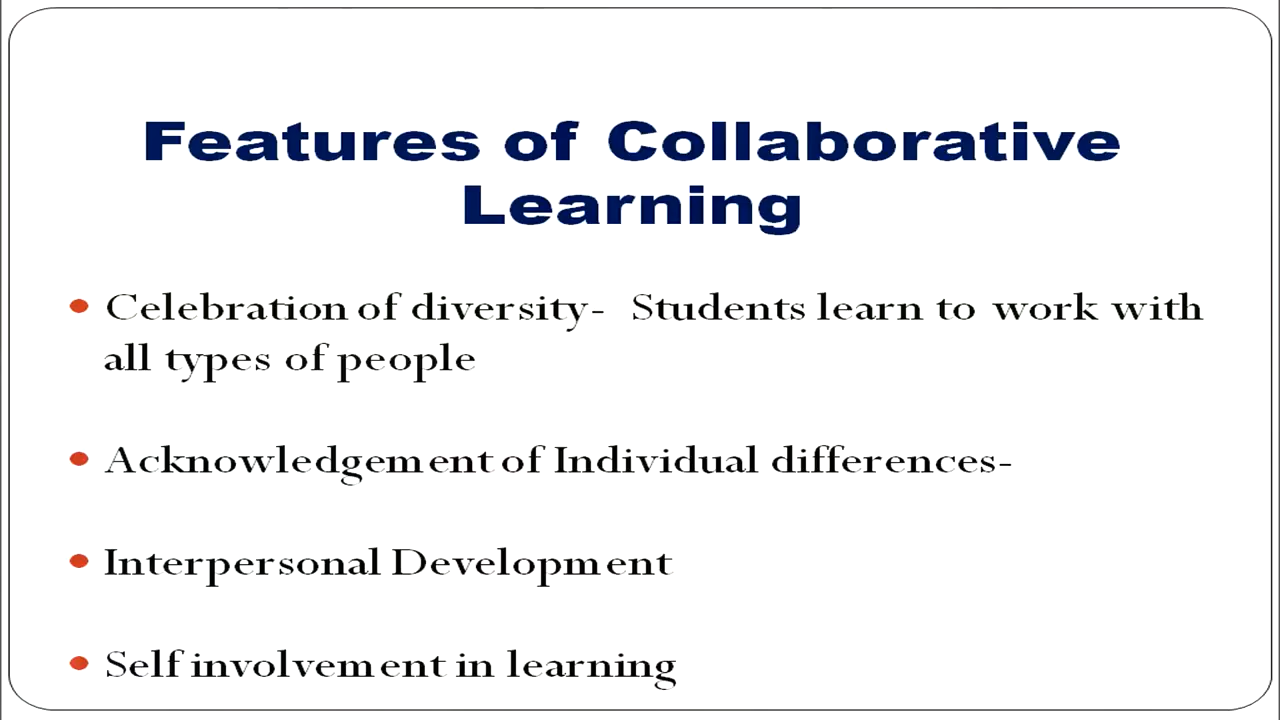 Features of Collaborative
Learning
• Celebration of diversity- Students learn to work with
all types of people
• Acknowledgement of Individual differences-
• Interpersonal Development
• Self involvement in learning